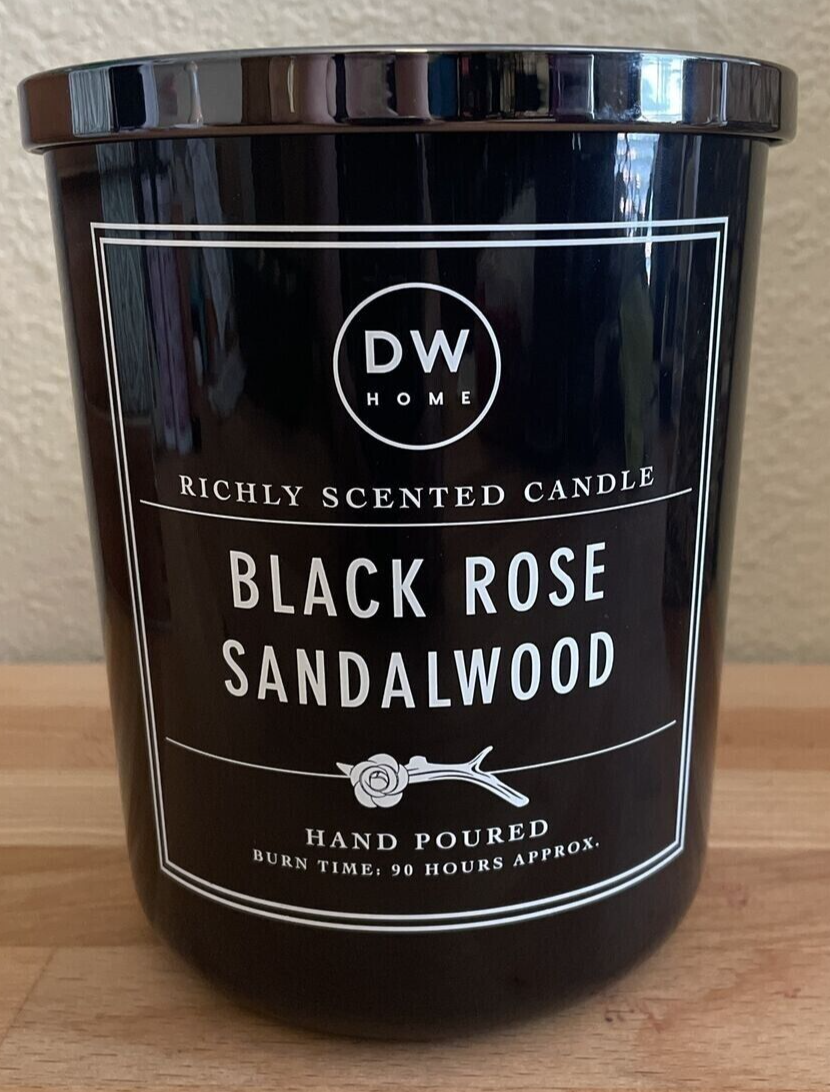 DW
HOME
RICHLY SCENTED CANDLE
BLACK ROSE
SANDALWOOD
HAND POURED
BURN TIME: 90 HOURS APPROX.